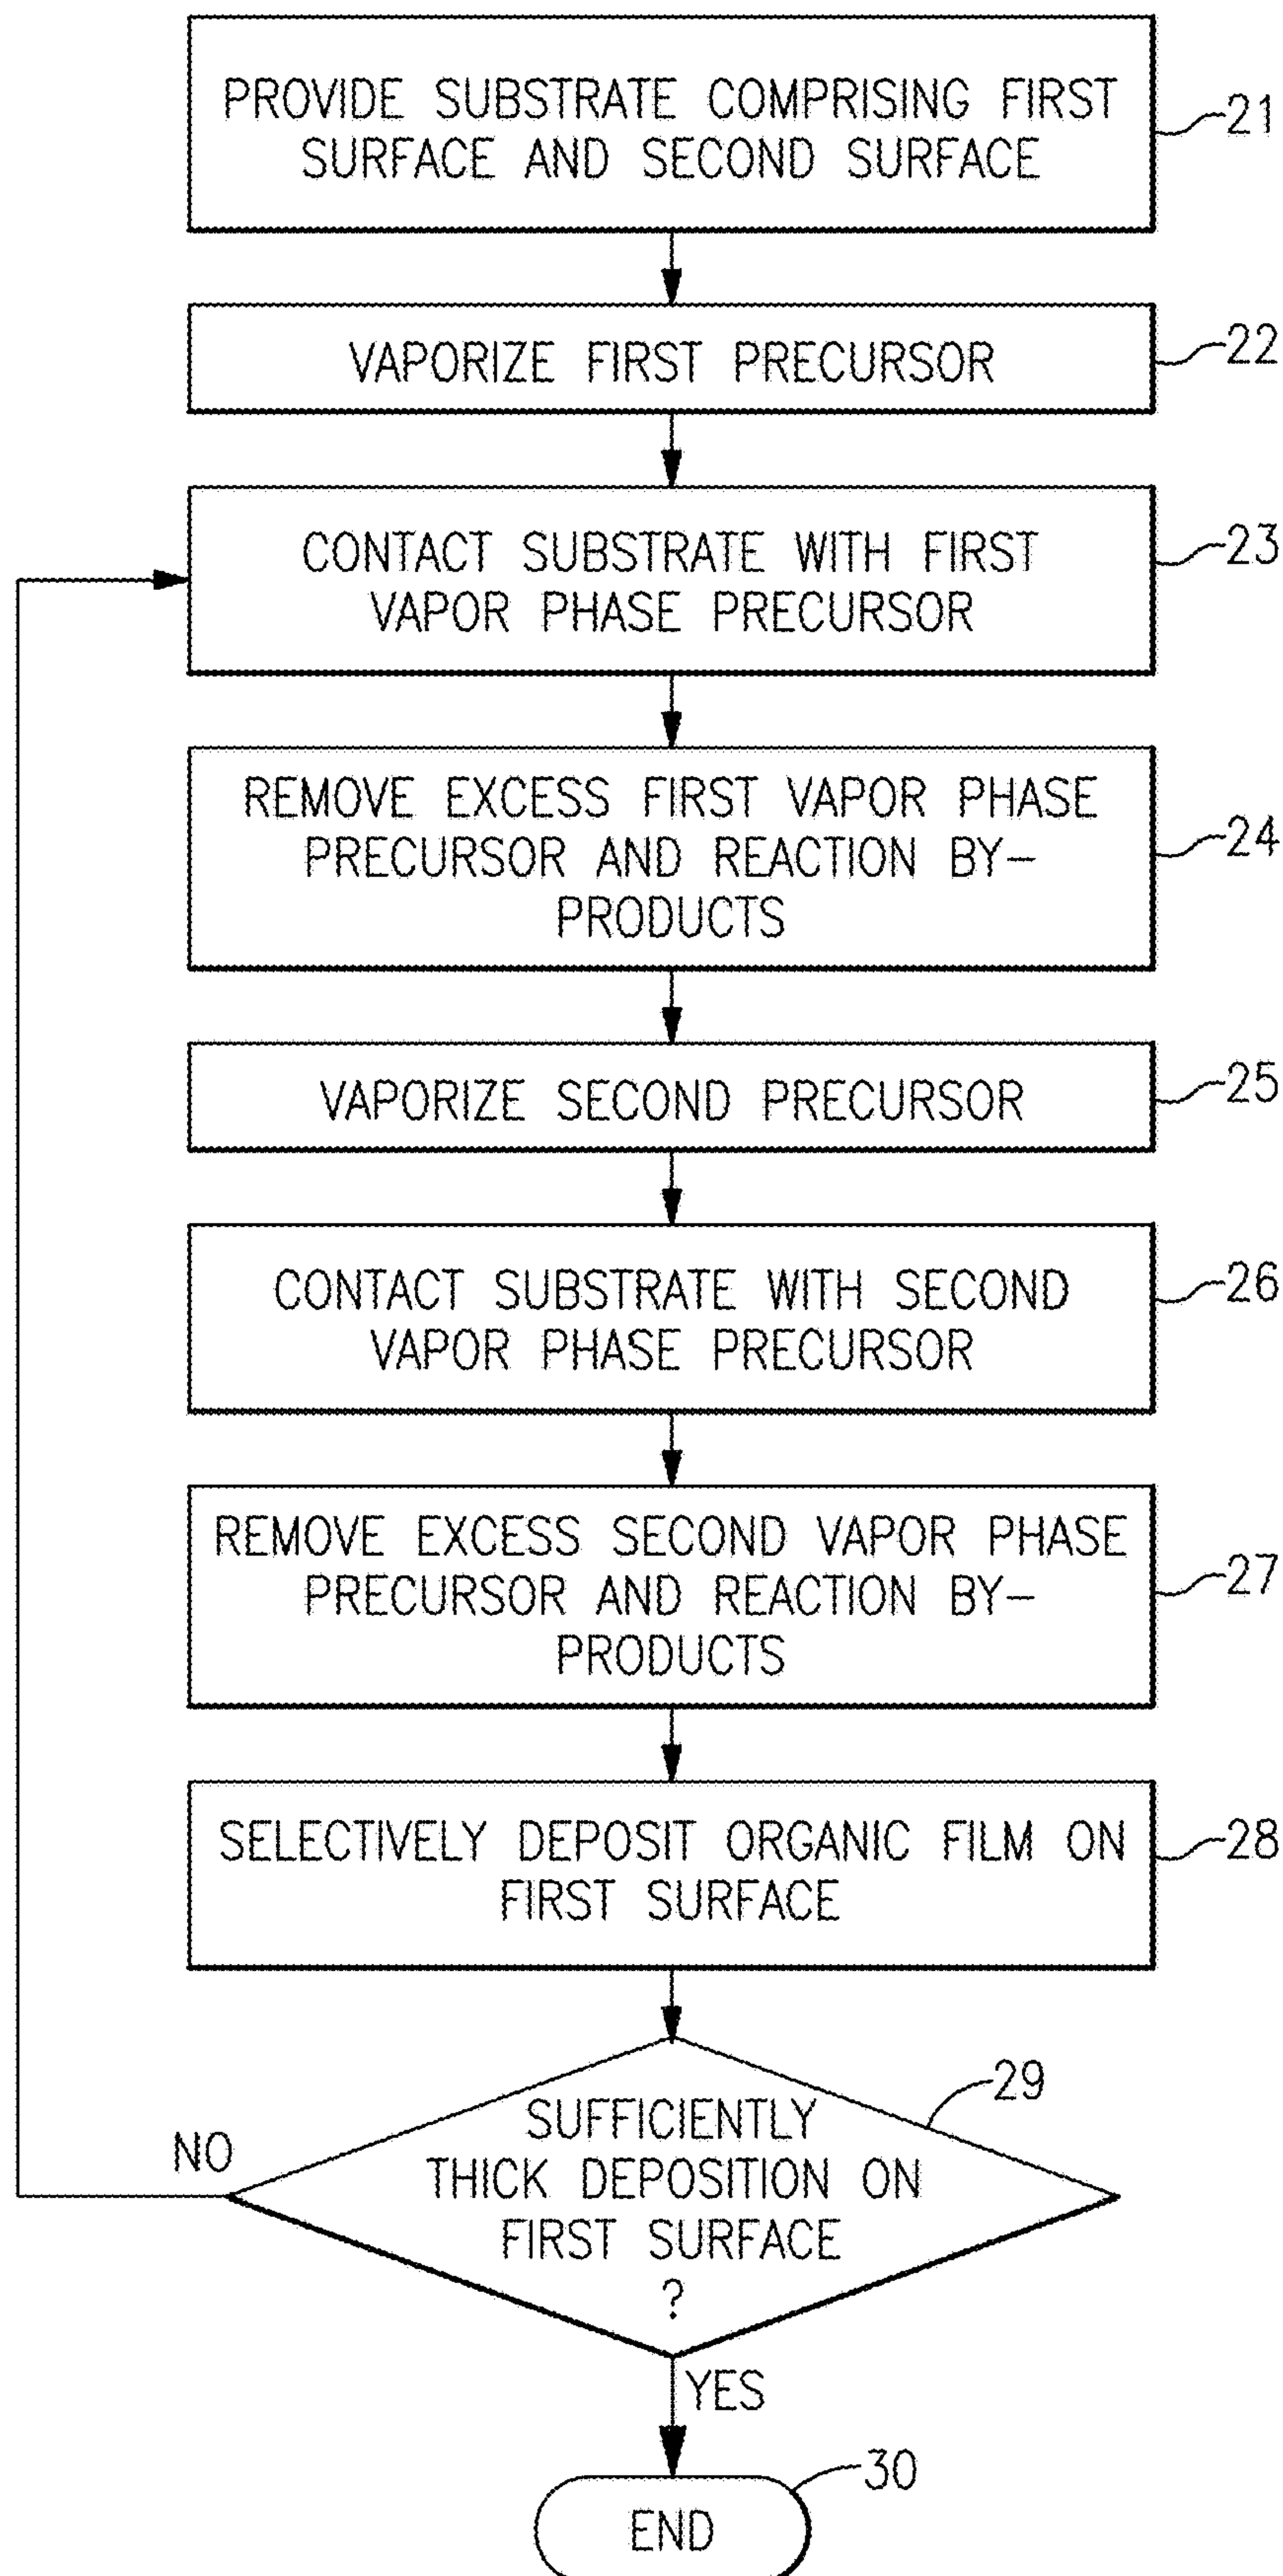 PROVIDE SUBSTRATE COMPRISING FIRST
SURFACE AND SECOND SURFACE
21
VAPORIZE FIRST PRECURSOR
22
CONTACT SUBSTRATE WITH FIRST
VAPOR PHASE PRECURSOR
23
REMOVE EXCESS FIRST VAPOR PHASE
PRECURSOR AND REACTION BY-
PRODUCTS
24
VAPORIZE SECOND PRECURSOR
25
CONTACT SUBSTRATE WITH SECOND
VAPOR PHASE PRECURSOR
26
REMOVE EXCESS SECOND VAPOR PHASE
PRECURSOR AND REACTION BY-
PRODUCTS
27
SELECTIVELY DEPOSIT ORGANIC FILM ON
FIRST SURFACE
28
SUFFICIENTLY
THICK DEPOSITION ON
FIRST SURFACE
?
29
NO
YES
END
30